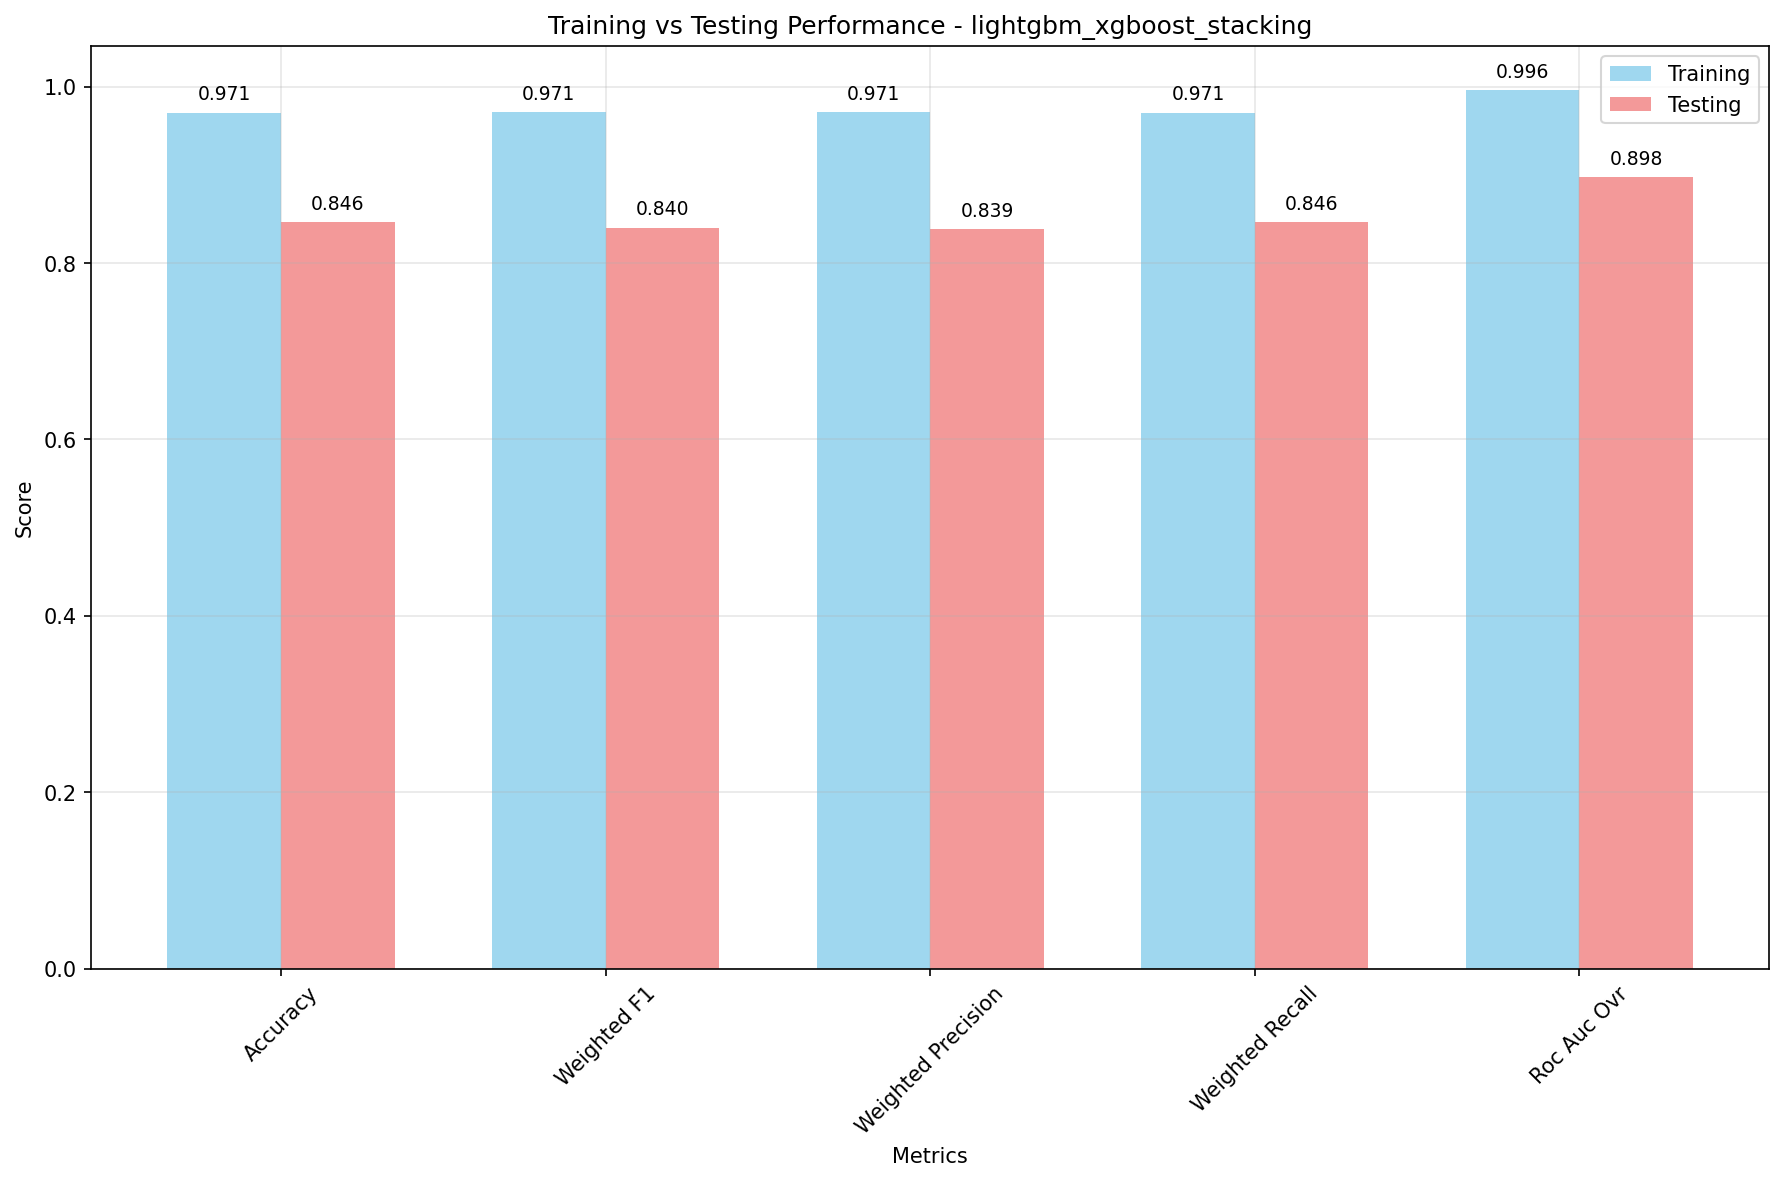 Training vs Testing Performance - lightgbm_xgboost_stacking
Training
Testing
0.971
0.971
0.971
0.971
0.996
0.846
0.840
0.839
0.846
0.898
1.0
0.8
0.6
0.4
0.2
0.0
Score
Accuracy
Weighted F1
Weighted Precision
Weighted Recall
Roc Auc Ovr
Metrics